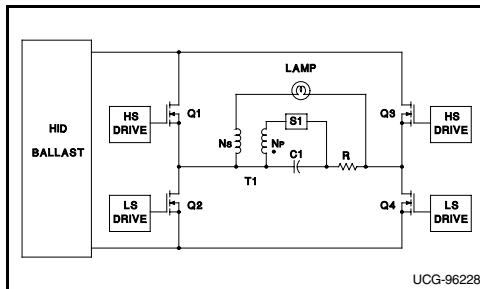 LAMP
HID
BALLAST
HS
DRIVE
Q1
Q3
HS
DRIVE
S1
NS
NP
C1
R
T1
LS
DRIVE
Q2
Q4
LS
DRIVE
UCG-96228